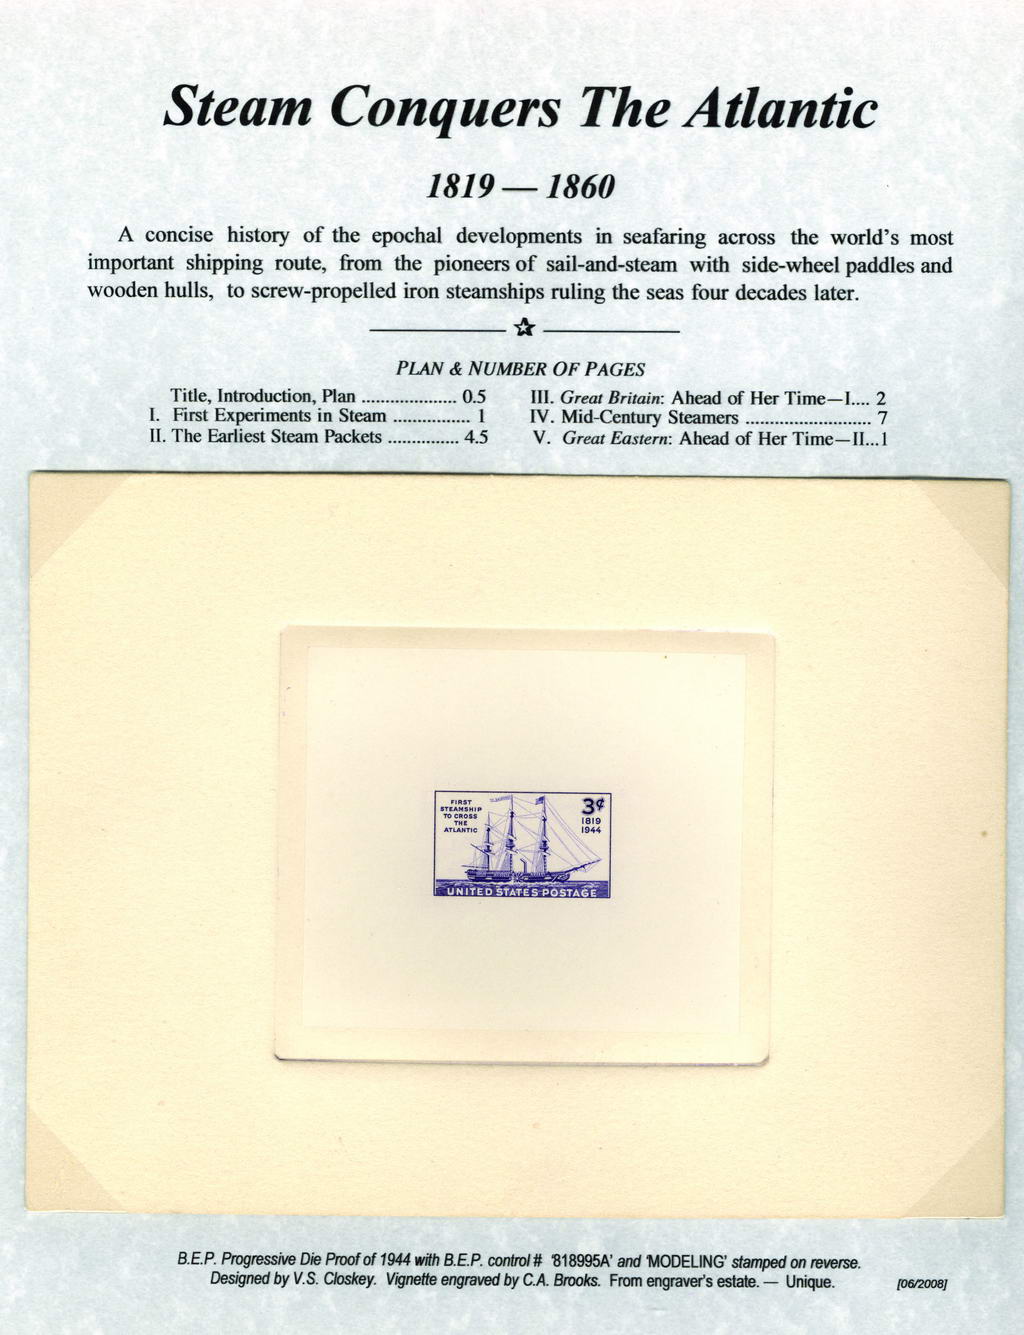 Steam Conquers The Atlantic
1819 — 1860
A concise history of the epochal developments in seafaring across the world's most
important shipping route, from the pioneers of sail-and-steam with side-wheel paddles and
wooden hulls, to screw-propelled iron steamships ruling the seas four decades later.
PLAN & NUMBER OF PAGES
Title, Introduction, Plan .................... 0.5
I. First Experiments in Steam ................ 1
II. The Earliest Steam Packets ............... 4.5
III. Great Britain: Ahead of Her Time—I.... 2
IV. Mid-Century Steamers ........................... 7
V. Great Eastern: Ahead of Her Time—II...1
FIRST
STEAMSHIP
TO CROSS
THE
ATLANTIC
3¢
1819
1944
UNITED STATES POSTAGE
B.E.P. Progressive Die Proof of 1944 with B.E.P. control # '818995A' and 'MODELING' stamped on reverse.
Designed by V.S. Closkey. Vignette engraved by C.A. Brooks. From engraver's estate. — Unique.
[06/2008]